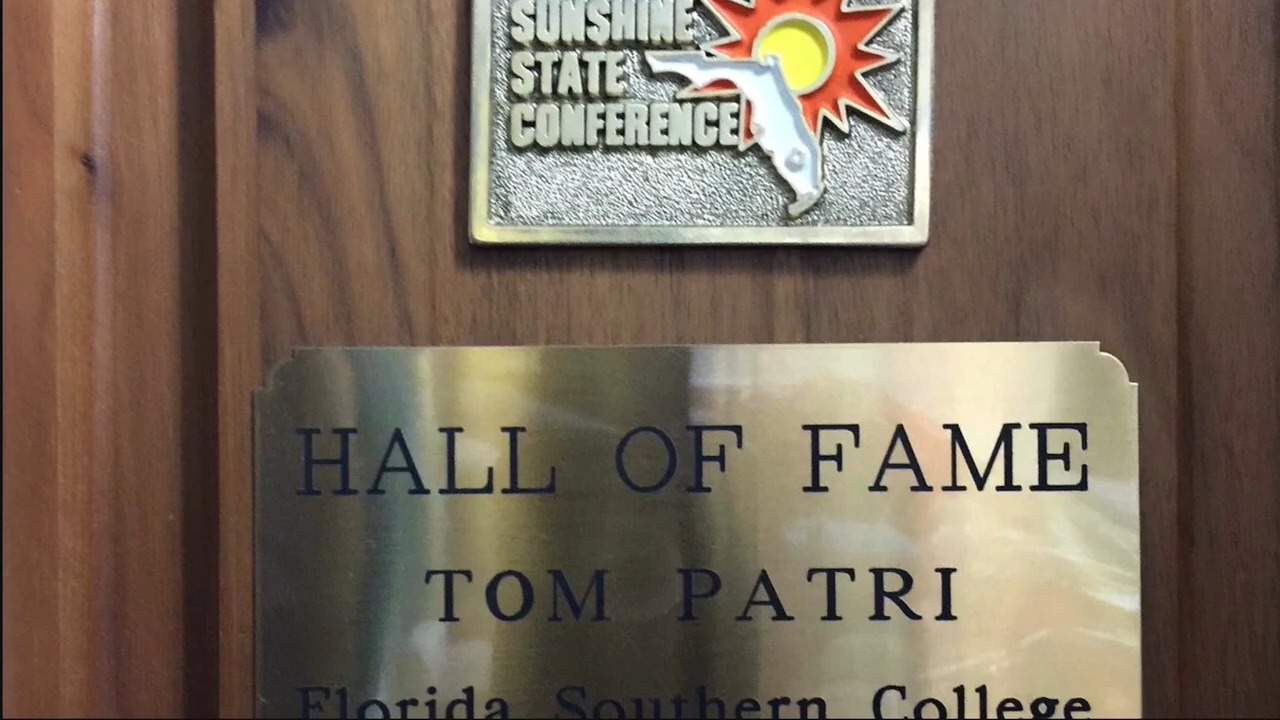 SUNSHINE
STATE
CONFERENCE
HALL OF FAME
TOM PATRI
Florida Southern College